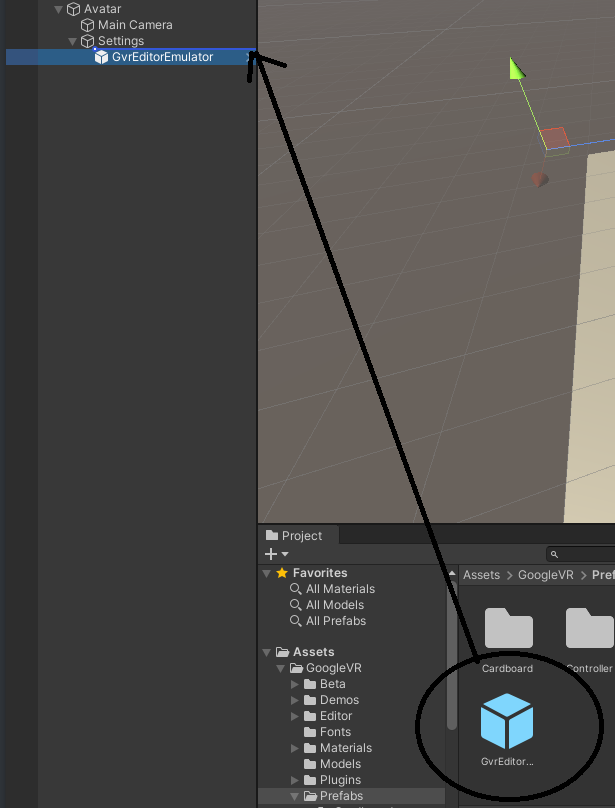 Avatar
Main Camera
Settings
GvrEditorEmulator
Project
Favorites
All Materials
All Models
All Prefabs
Assets
GoogleVR
Beta
Demos
Editor
Fonts
Materials
Models
Plugins
Prefabs
Assets > GoogleVR > Pref
Cardboard
Controller
GvrEditor...